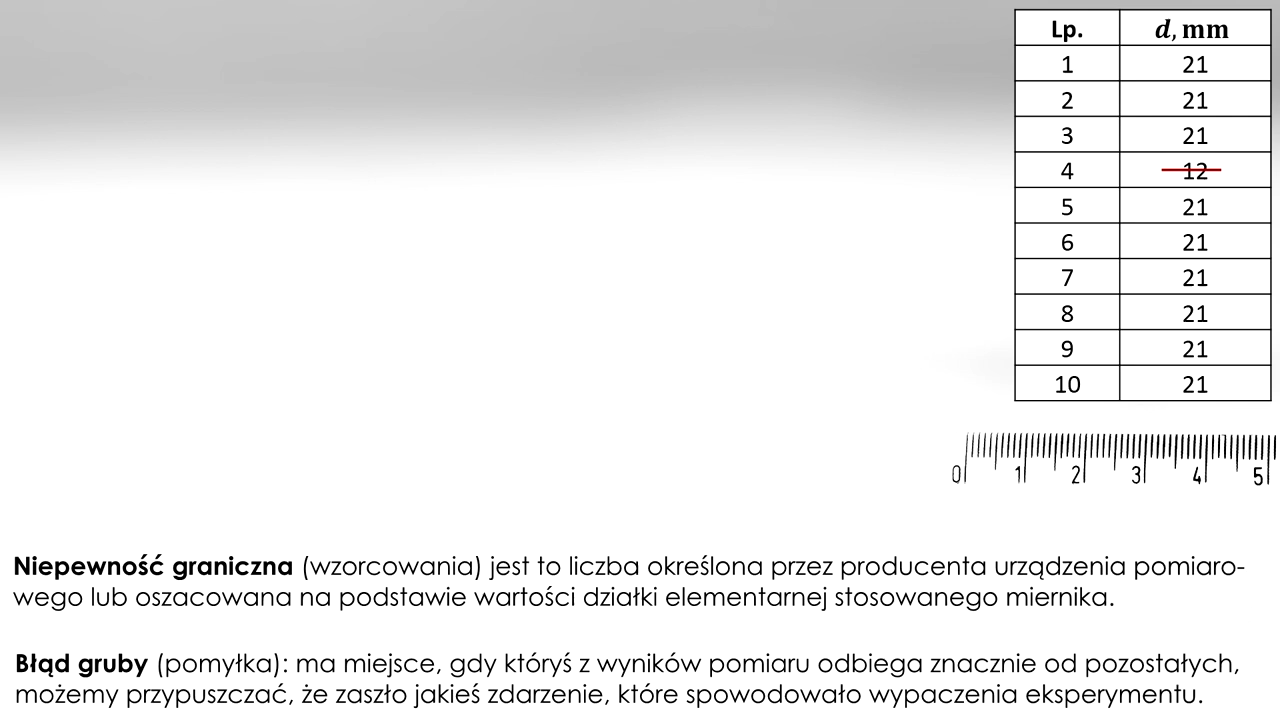 Lp. d, mm
1 21
2 21
3 21
4 12
5 21
6 21
7 21
8 21
9 21
10 21
0 1 2 3 4 5
Niepewność graniczna (wzorcowania) jest to liczba określona przez producenta urządzenia pomiaro-
wego lub oszacowana na podstawie wartości działki elementarnej stosowanego miernika.
Błąd gruby (pomyłka): ma miejsce, gdy któryś z wyników pomiaru odbiega znacznie od pozostałych,
możemy przypuszczać, że zaszło jakieś zdarzenie, które spowodowało wypaczenia eksperymentu.